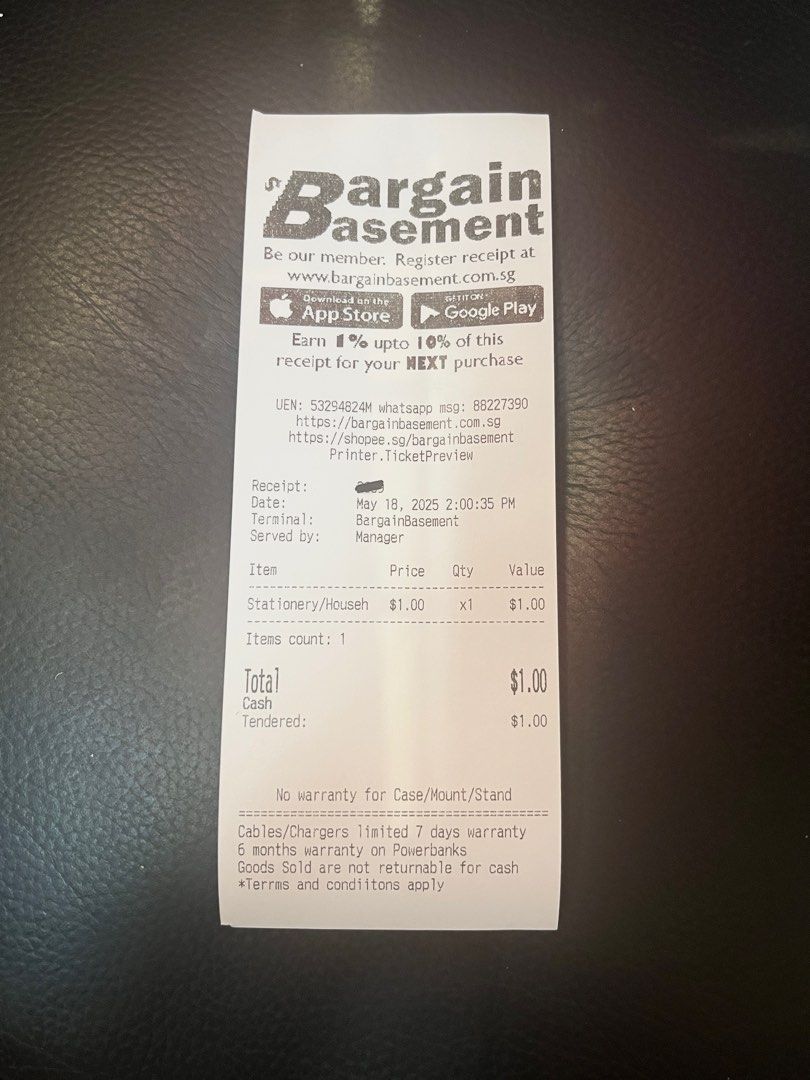 Bargain
Basement
Be our member. Register receipt at
www.bargainbasement.com.sg
Download on the
App Store
GET IT ON
Google Play
Earn 1% upto 10% of this
receipt for your NEXT purchase
UEN: 53294824M whatsapp msg: 88227390
https://bargainbasement.com.sg
https://shopee.sg/bargainbasement
Printer.TicketPreview
Receipt:
Date: May 18, 2025 2:00:35 PM
Terminal: BargainBasement
Served by: Manager
Item Price Qty Value
Stationery/Househ $1.00 x1 $1.00
Items count: 1
Total $1.00
Cash
Tendered: $1.00
No warranty for Case/Mount/Stand
Cables/Chargers limited 7 days warranty
6 months warranty on Powerbanks
Goods Sold are not returnable for cash
*Terrms and condiitons apply